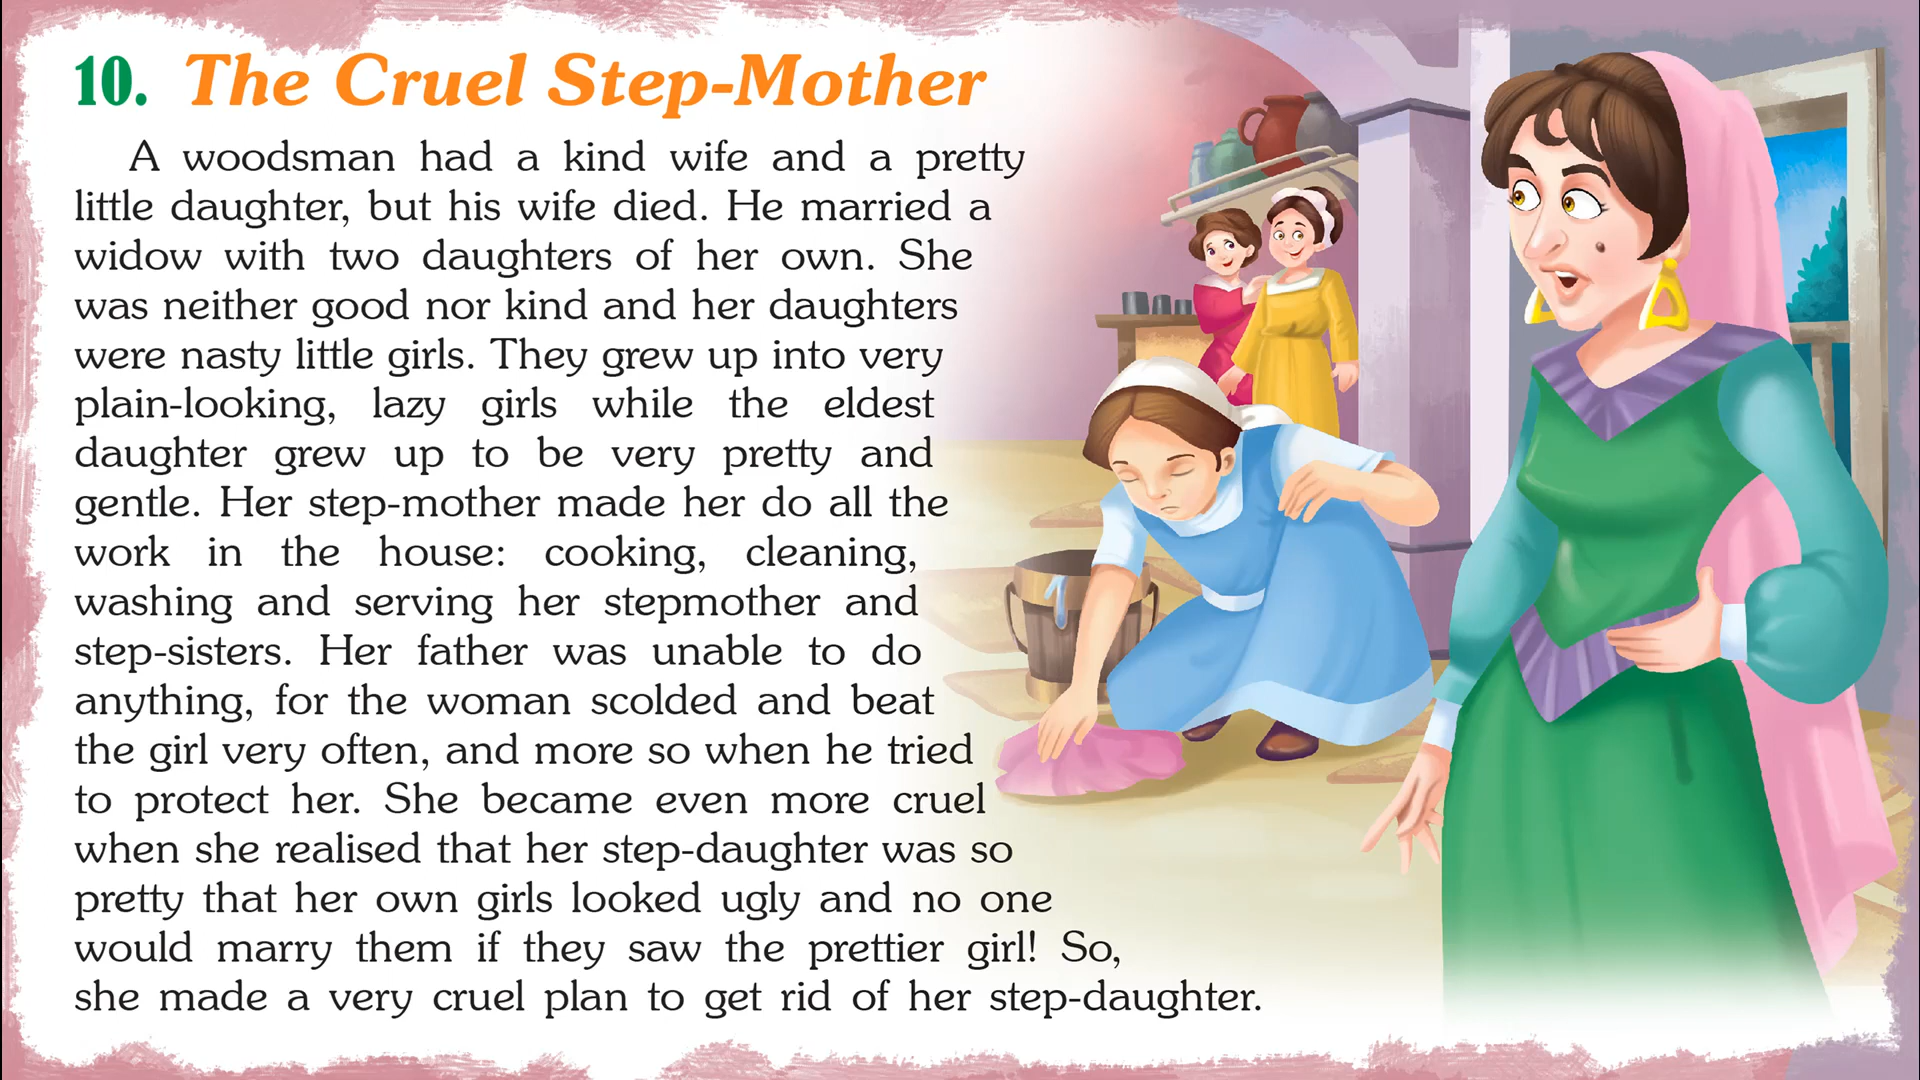 10. The Cruel Step-Mother
A woodsman had a kind wife and a pretty
little daughter, but his wife died. He married a
widow with two daughters of her own. She
was neither good nor kind and her daughters
were nasty little girls. They grew up into very
plain-looking, lazy girls while the eldest
daughter grew up to be very pretty and
gentle. Her step-mother made her do all the
work in the house: cooking, cleaning,
washing and serving her stepmother and
step-sisters. Her father was unable to do
anything, for the woman scolded and beat
the girl very often, and more so when he tried
to protect her. She became even more cruel
when she realised that her step-daughter was so
pretty that her own girls looked ugly and no one
would marry them if they saw the prettier girl! So,
she made a very cruel plan to get rid of her step-daughter.